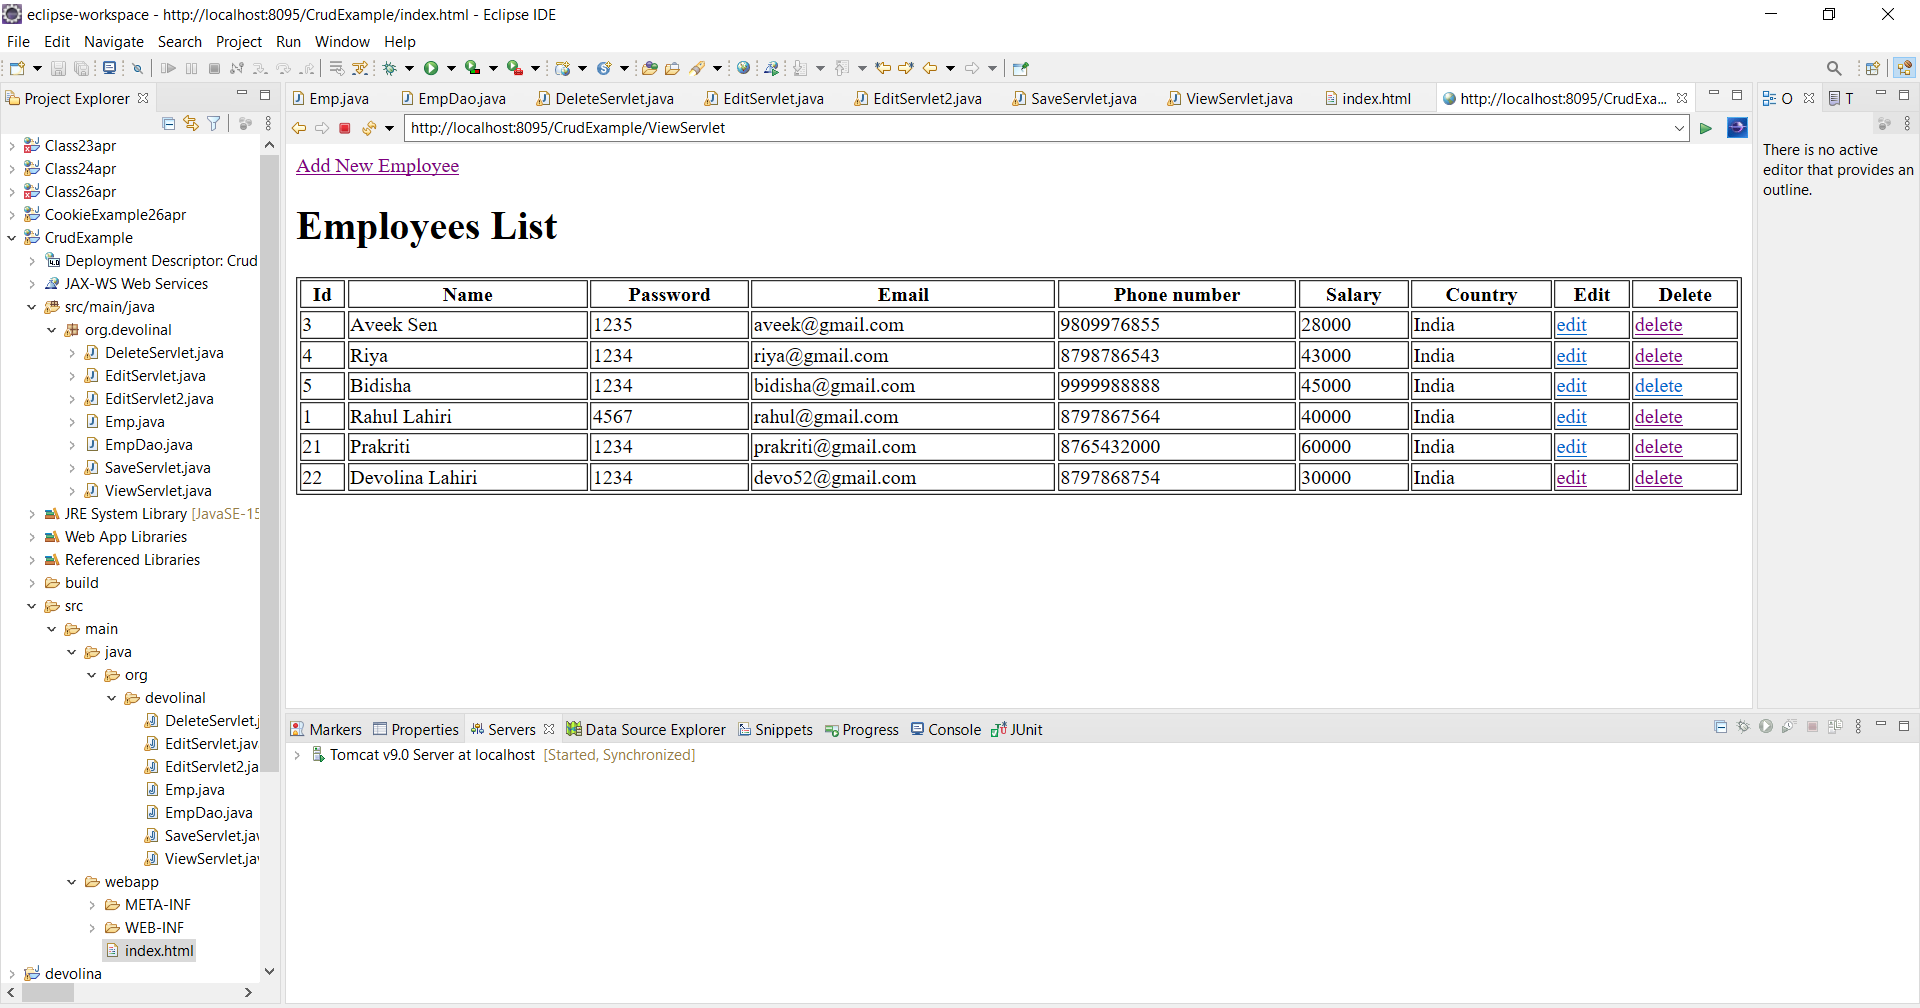 eclipse-workspace - http://localhost:8095/CrudExample/index.html - Eclipse IDE
File Edit Navigate Search Project Run Window Help
Project Explorer
Class23apr
Class24apr
Class26apr
CookieExample26apr
CrudExample
Deployment Descriptor: Crud
JAX-WS Web Services
src/main/java
org.devolinal
DeleteServlet.java
EditServlet.java
EditServlet2.java
Emp.java
EmpDao.java
SaveServlet.java
ViewServlet.java
JRE System Library [JavaSE-15
Web App Libraries
Referenced Libraries
build
src
main
java
org
devolinal
DeleteServlet.j
EditServlet.jav
EditServlet2.ja
Emp.java
EmpDao.java
SaveServlet.jav
ViewServlet.jav
webapp
META-INF
WEB-INF
index.html
devolina
Emp.java EmpDao.java DeleteServlet.java EditServlet.java EditServlet2.java SaveServlet.java ViewServlet.java index.html http://localhost:8095/CrudExa...
http://localhost:8095/CrudExample/ViewServlet
Add New Employee
Employees List
Id Name Password Email Phone number Salary Country Edit Delete
3 Aveek Sen 1235 aveek@gmail.com 9809976855 28000 India edit delete
4 Riya 1234 riya@gmail.com 8798786543 43000 India edit delete
5 Bidisha 1234 bidisha@gmail.com 9999988888 45000 India edit delete
1 Rahul Lahiri 4567 rahul@gmail.com 8797867564 40000 India edit delete
21 Prakriti 1234 prakriti@gmail.com 8765432000 60000 India edit delete
22 Devolina Lahiri 1234 devo52@gmail.com 8797868754 30000 India edit delete
Markers Properties Servers Data Source Explorer Snippets Progress Console JUnit
Tomcat v9.0 Server at localhost [Started, Synchronized]
O T
There is no active
editor that provides an
outline.